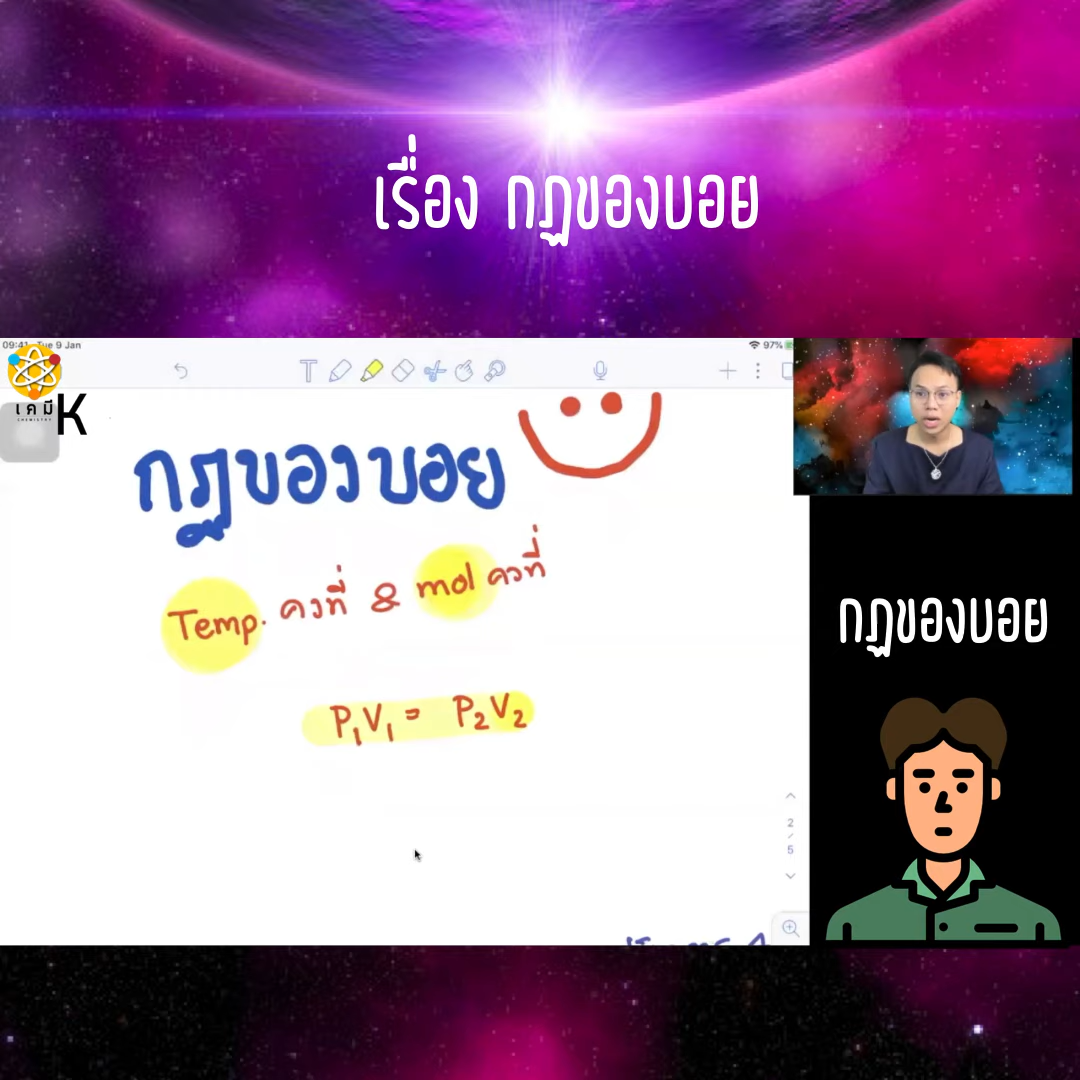 เรื่อง กฎของบอย
09:41 Tue 9 Jan
97%
เคมี K
CHEMISTRY
กฎของบอย
Temp. คงที่ & mol คงที่
P₁V₁ = P₂V₂
กฎของบอย
2
/
5